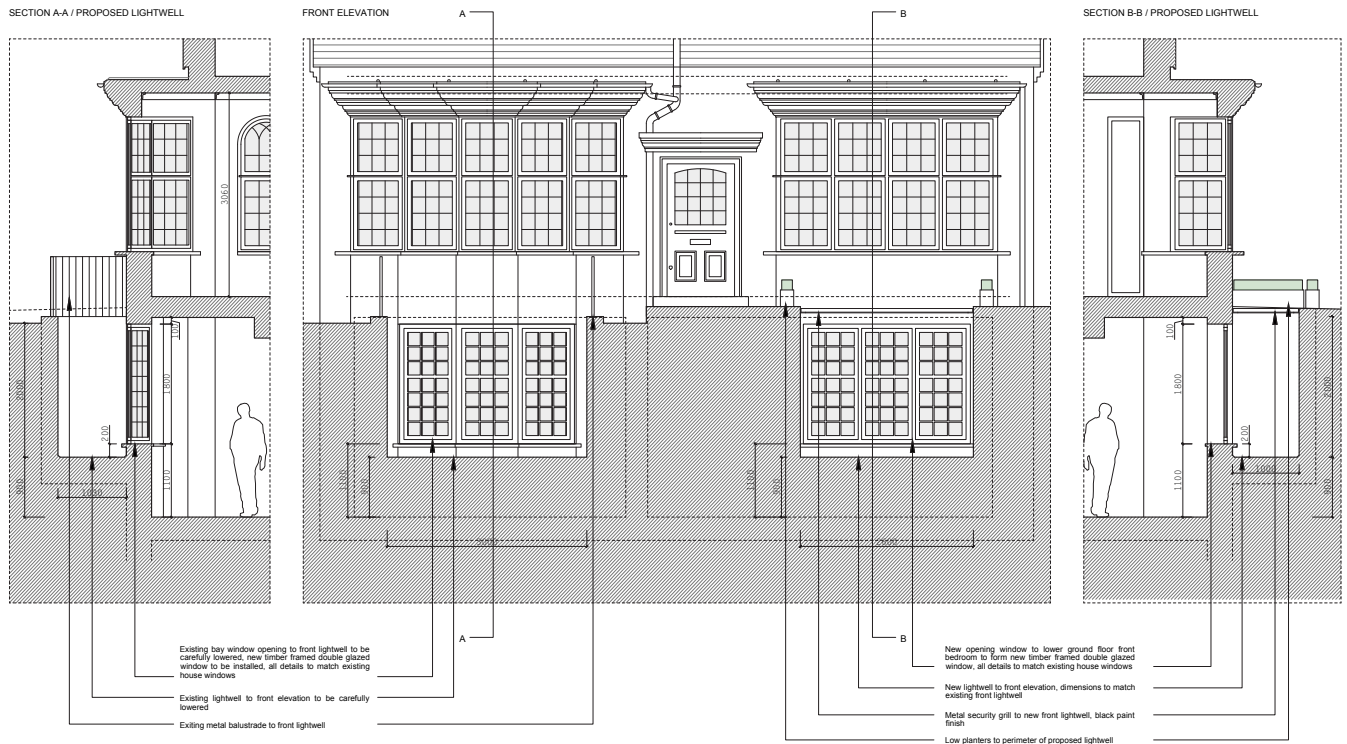 SECTION A-A / PROPOSED LIGHTWELL
FRONT ELEVATION
A
B
SECTION B-B / PROPOSED LIGHTWELL
3060
100
2000
1800
200
1030
1100
900
1100
900
3000
1100
900
2600
100
1800
2000
200
1000
1100
900
A
B
Existing bay window opening to front lightwell to be
carefully lowered, new timber framed double glazed
window to be installed, all details to match existing
house windows
Existing lightwell to front elevation to be carefully
lowered
Exiting metal balustrade to front lightwell
New opening window to lower ground floor front
bedroom to form new timber framed double glazed
window, all details to match existing house windows
New lightwell to front elevation, dimensions to match
existing front lightwell
Metal security grill to new front lightwell, black paint
finish
Low planters to perimeter of proposed lightwell